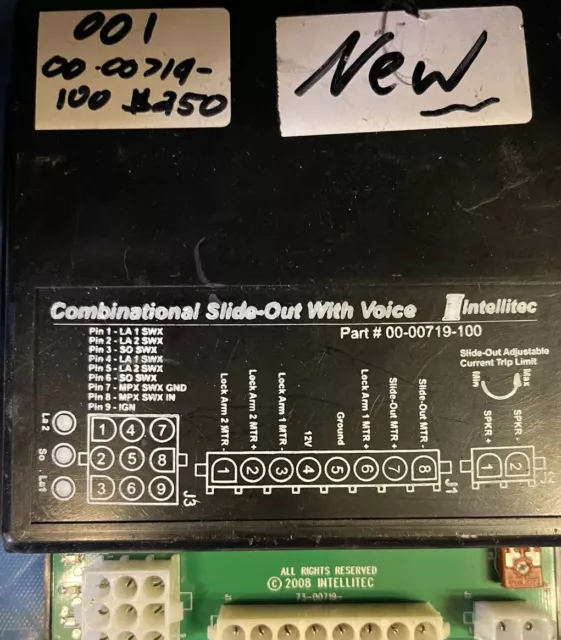 001
00-00719-
100 $250
New
Combinational Slide-Out With Voice
Intellitec
Part # 00-00719-100
Pin 1 - LA 1 SWX
Pin 2 - LA 2 SWX
Pin 3 - SO SWX
Pin 4 - LA 1 SWX
Pin 5 - LA 2 SWX
Pin 6 - SO SWX
Pin 7 - MPX SWX GND
Pin 8 - MPX SWX IN
Pin 9 - IGN
Slide-Out Adjustable
Current Trip Limit
Min
Max
Lock Arm 2 MTR -
Lock Arm 2 MTR +
Lock Arm 1 MTR -
12V
Ground
Lock Arm 1 MTR +
Slide-Out MTR +
Slide-Out MTR -
SPKR +
SPKR -
La 2
So
La1
1 4 7
2 5 8
3 6 9
J3
1 2 3 4 5 6 7 8
J1
1 2
J2
ALL RIGHTS RESERVED
© 2008 INTELLITEC
73-00719-